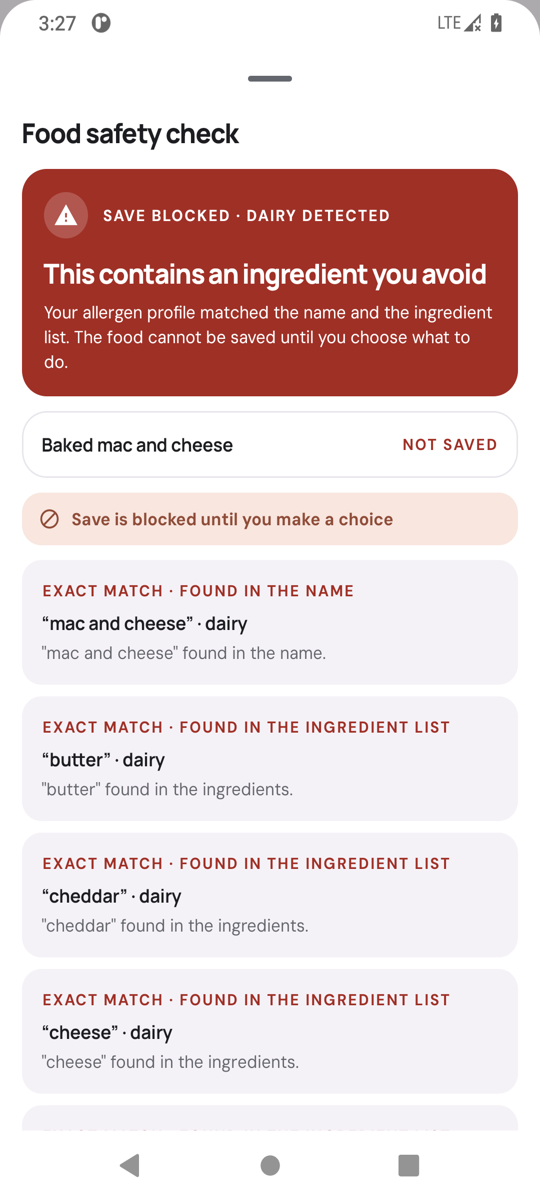 3:27
LTE
Food safety check
SAVE BLOCKED · DAIRY DETECTED
This contains an ingredient you avoid
Your allergen profile matched the name and the ingredient
list. The food cannot be saved until you choose what to
do.
Baked mac and cheese
NOT SAVED
Save is blocked until you make a choice
EXACT MATCH · FOUND IN THE NAME
“mac and cheese” · dairy
"mac and cheese" found in the name.
EXACT MATCH · FOUND IN THE INGREDIENT LIST
“butter” · dairy
"butter" found in the ingredients.
EXACT MATCH · FOUND IN THE INGREDIENT LIST
“cheddar” · dairy
"cheddar" found in the ingredients.
EXACT MATCH · FOUND IN THE INGREDIENT LIST
“cheese” · dairy
"cheese" found in the ingredients.